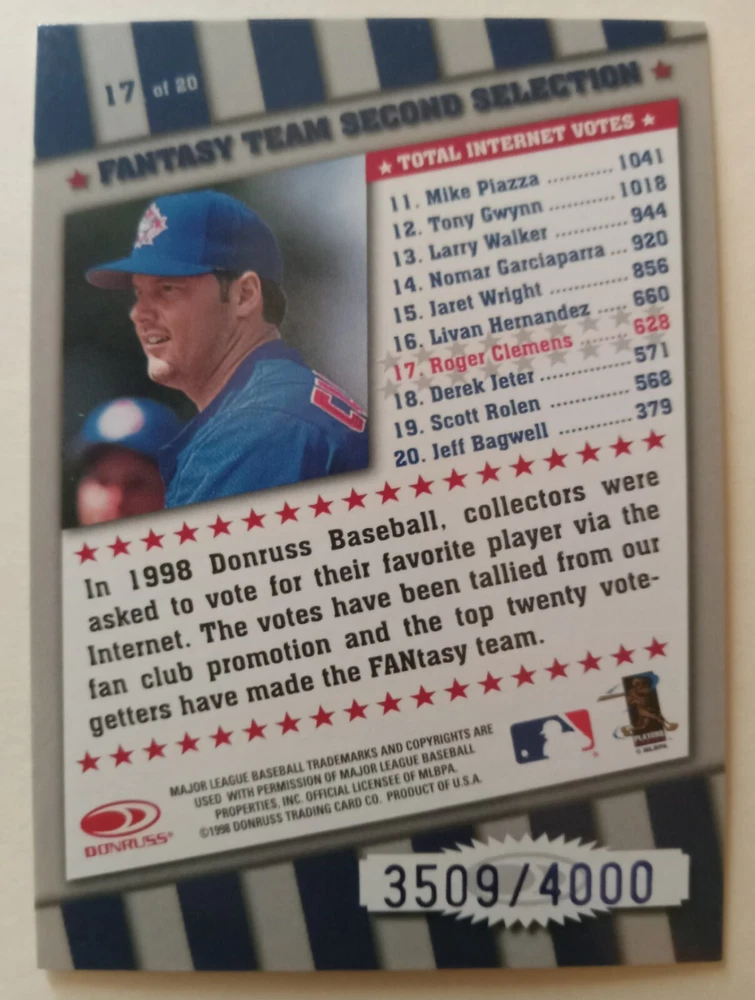 17 of 20
★ FANTASY TEAM SECOND SELECTION ★
★ TOTAL INTERNET VOTES ★
11. Mike Piazza ........... 1041
12. Tony Gwynn ........... 1018
13. Larry Walker ............ 944
14. Nomar Garciaparra ... 920
15. Jaret Wright ............. 856
16. Livan Hernandez ..... 660
17. Roger Clemens ....... 628
18. Derek Jeter ............... 571
19. Scott Rolen ............. 568
20. Jeff Bagwell ............ 379
In 1998 Donruss Baseball, collectors were
asked to vote for their favorite player via the
Internet. The votes have been tallied from our
fan club promotion and the top twenty vote-
getters have made the FANtasy team.
MAJOR LEAGUE BASEBALL TRADEMARKS AND COPYRIGHTS ARE
USED WITH PERMISSION OF MAJOR LEAGUE BASEBALL
PROPERTIES, INC. OFFICIAL LICENSEE OF MLBPA.
©1998 DONRUSS TRADING CARD CO. PRODUCT OF U.S.A.
DONRUSS®
PLAYERS
© MLBPA
3509/4000